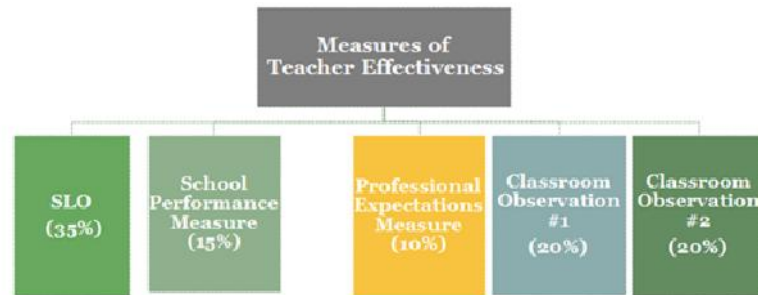 Measures of
Teacher Effectiveness
SLO
(35%)
School
Performance
Measure
(15%)
Professional
Expectations
Measure
(10%)
Classroom
Observation
#1
(20%)
Classroom
Observation
#2
(20%)